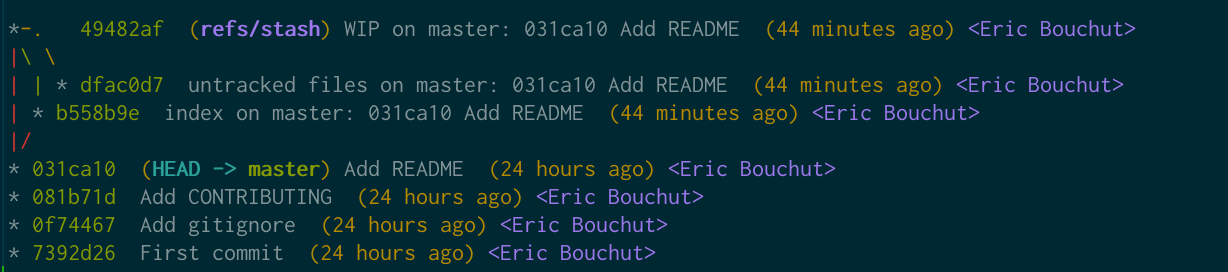 *-.   49482af  (refs/stash) WIP on master: 031ca10 Add README  (44 minutes ago) <Eric Bouchut>
|\ \
| | * dfac0d7  untracked files on master: 031ca10 Add README  (44 minutes ago) <Eric Bouchut>
| * b558b9e  index on master: 031ca10 Add README  (44 minutes ago) <Eric Bouchut>
|/
* 031ca10  (HEAD -> master) Add README  (24 hours ago) <Eric Bouchut>
* 081b71d  Add CONTRIBUTING  (24 hours ago) <Eric Bouchut>
* 0f74467  Add gitignore  (24 hours ago) <Eric Bouchut>
* 7392d26  First commit  (24 hours ago) <Eric Bouchut>